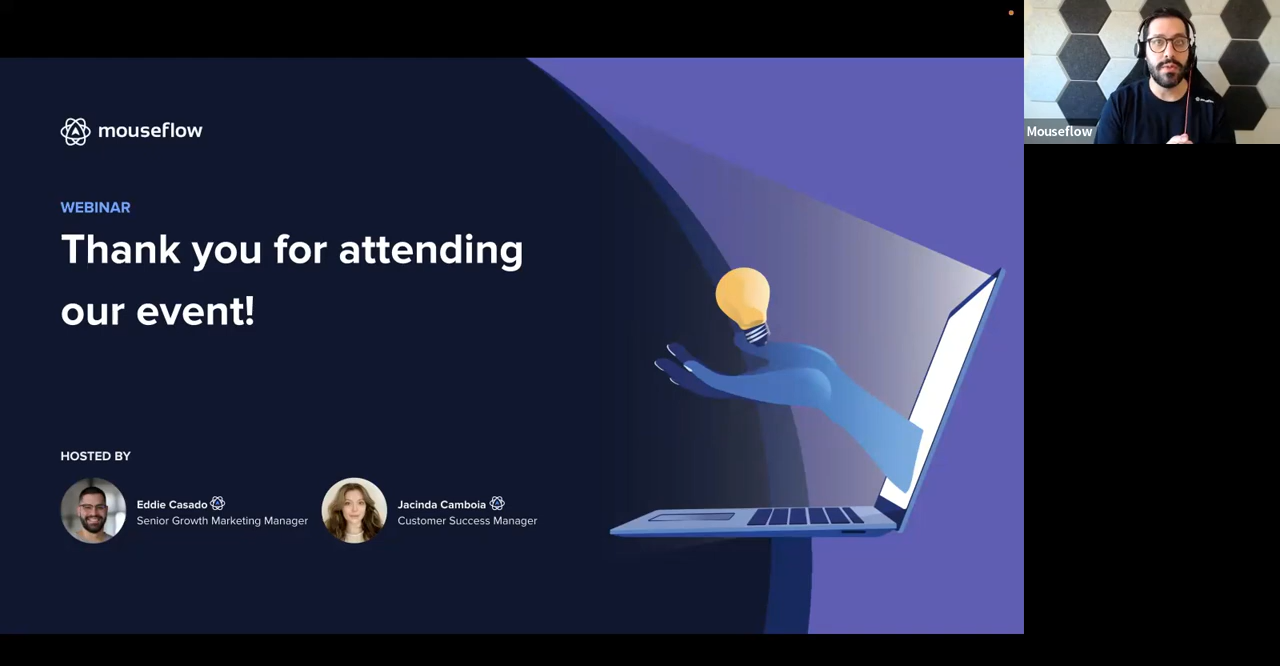 mouseflow
Mouseflow
WEBINAR
Thank you for attending
our event!
HOSTED BY
Eddie Casado
Senior Growth Marketing Manager
Jacinda Camboia
Customer Success Manager